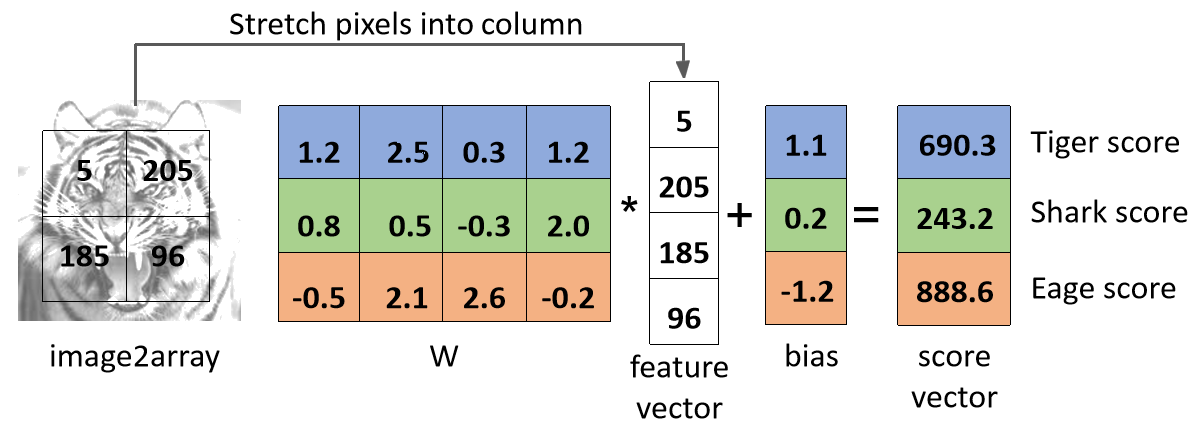 Stretch pixels into column
5 205
185 96
image2array
1.2 2.5 0.3 1.2
0.8 0.5 -0.3 2.0
-0.5 2.1 2.6 -0.2
W
*
5
205
185
96
feature
vector
+
1.1
0.2
-1.2
bias
=
690.3
243.2
888.6
score
vector
Tiger score
Shark score
Eage score